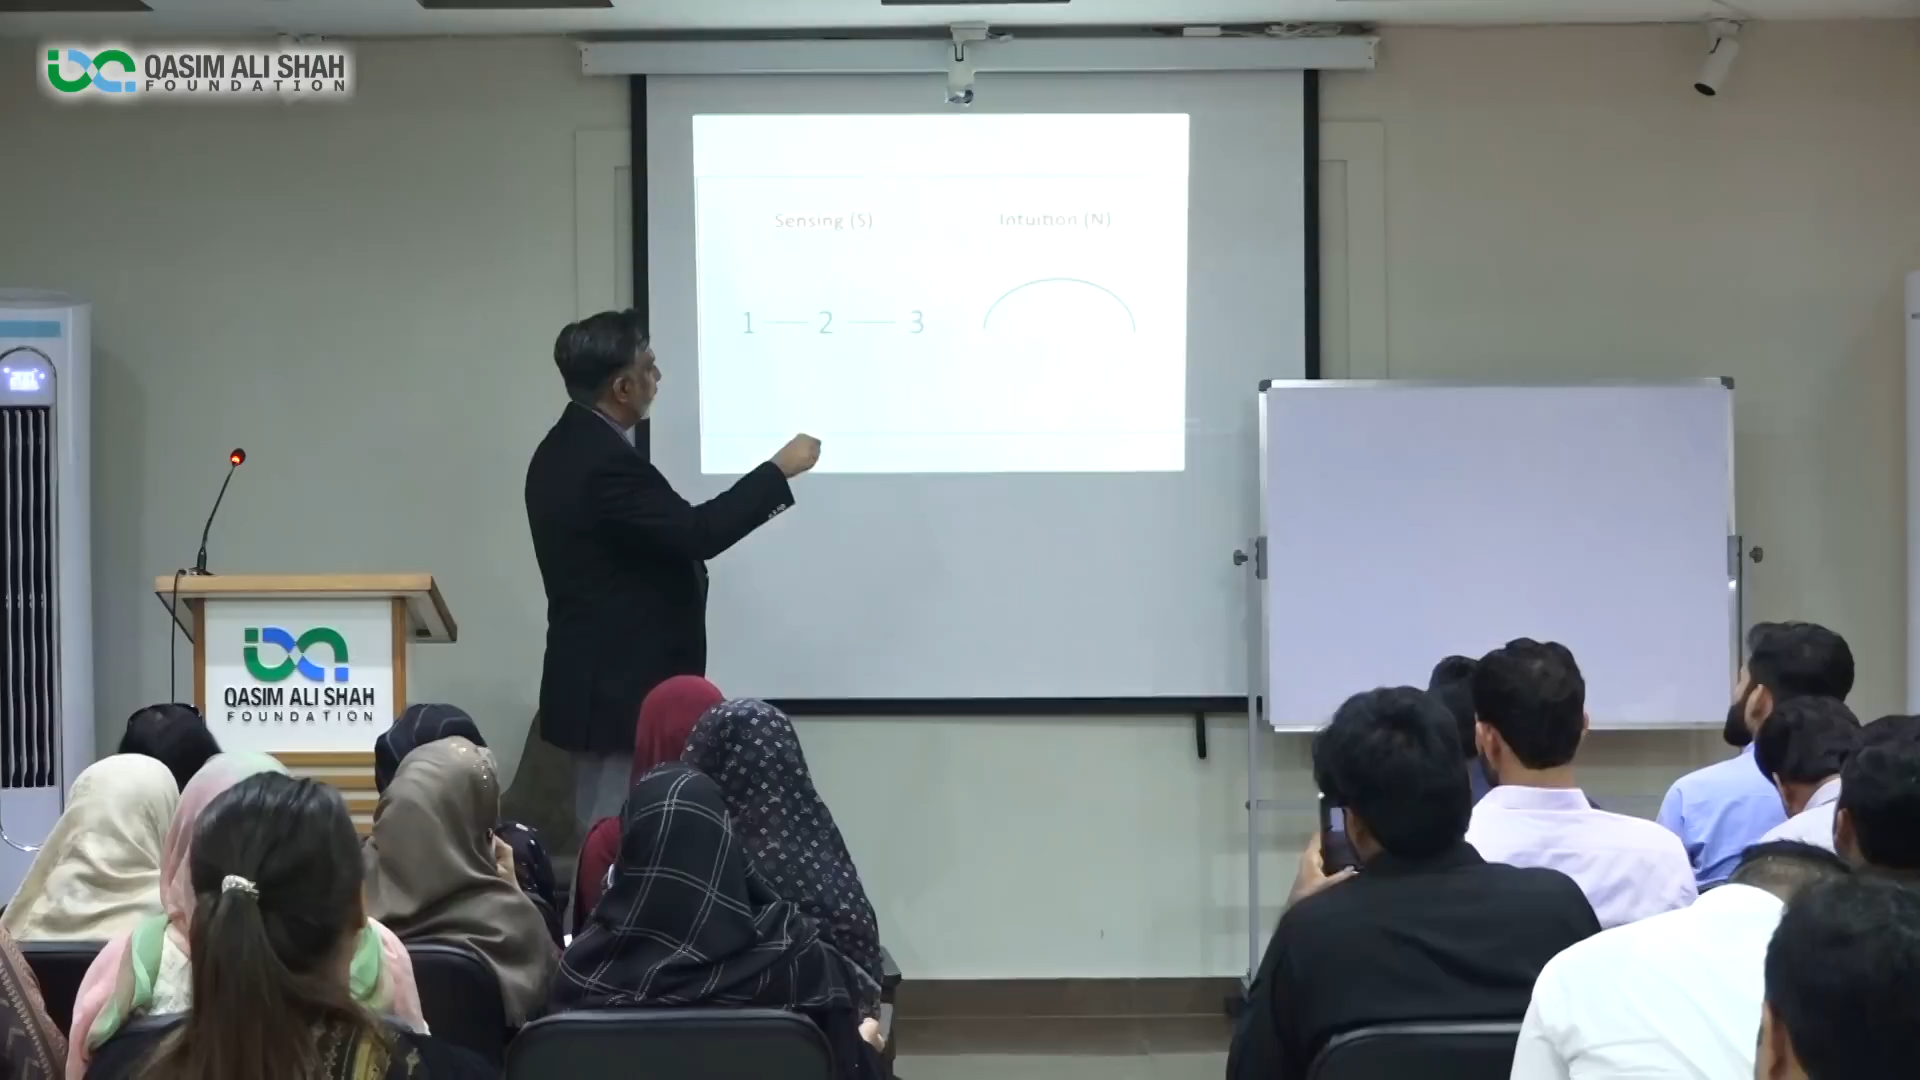 QASIM ALI SHAH
FOUNDATION
Sensing (S)
Intuition (N)
1 — 2 — 3
QASIM ALI SHAH
FOUNDATION